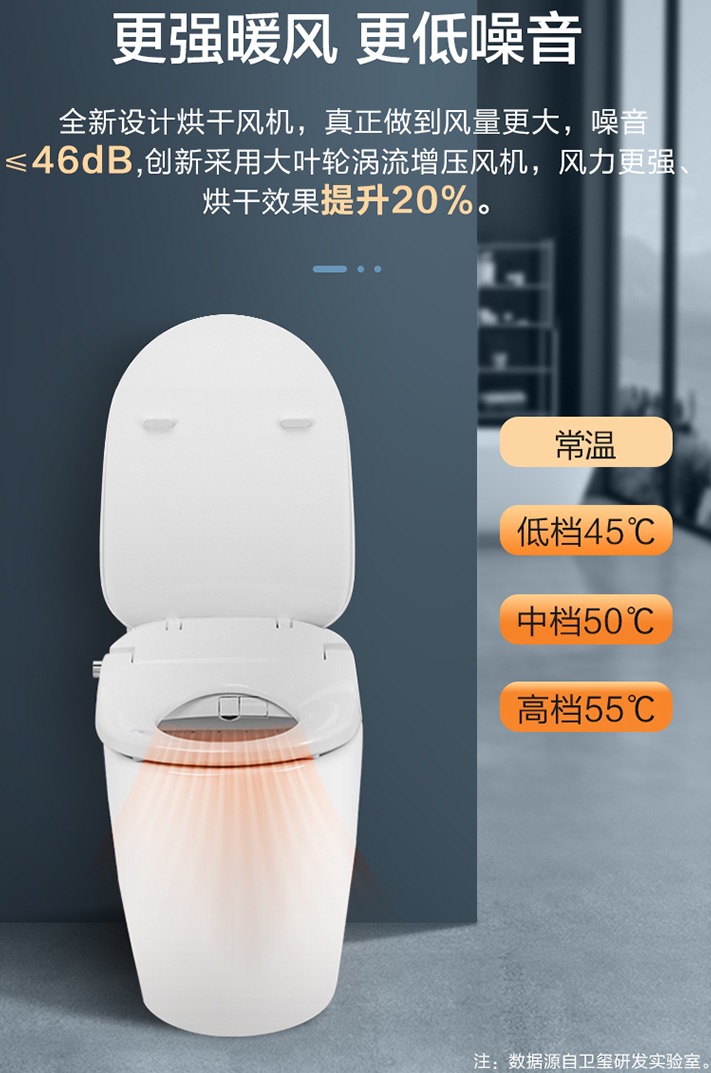 更强暖风 更低噪音
全新设计烘干风机，真正做到风量更大，噪音
≤46dB,创新采用大叶轮涡流增压风机，风力更强、
烘干效果提升20%。
常温
低档45℃
中档50℃
高档55℃
注：数据源自卫玺研发实验室。